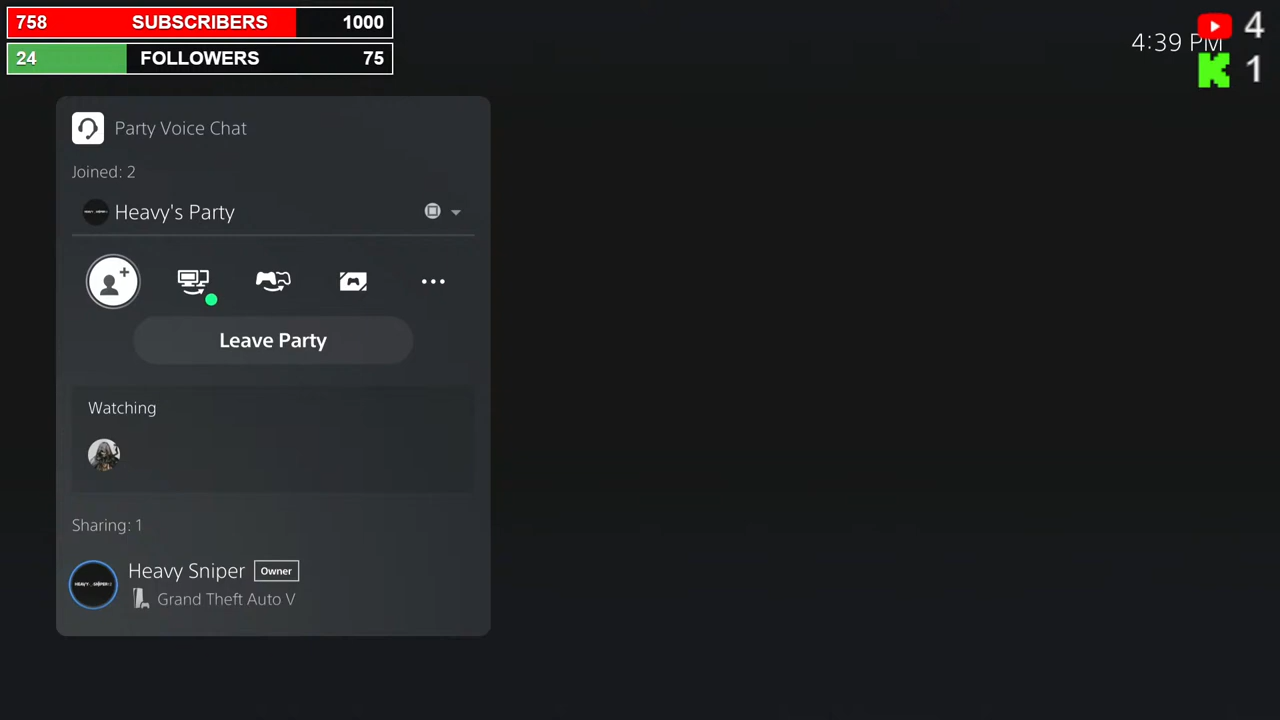 758 SUBSCRIBERS 1000
24 FOLLOWERS 75
4:39 PM
4
1
Party Voice Chat
Joined: 2
Heavy's Party
Leave Party
Watching
Sharing: 1
Heavy Sniper Owner
Grand Theft Auto V